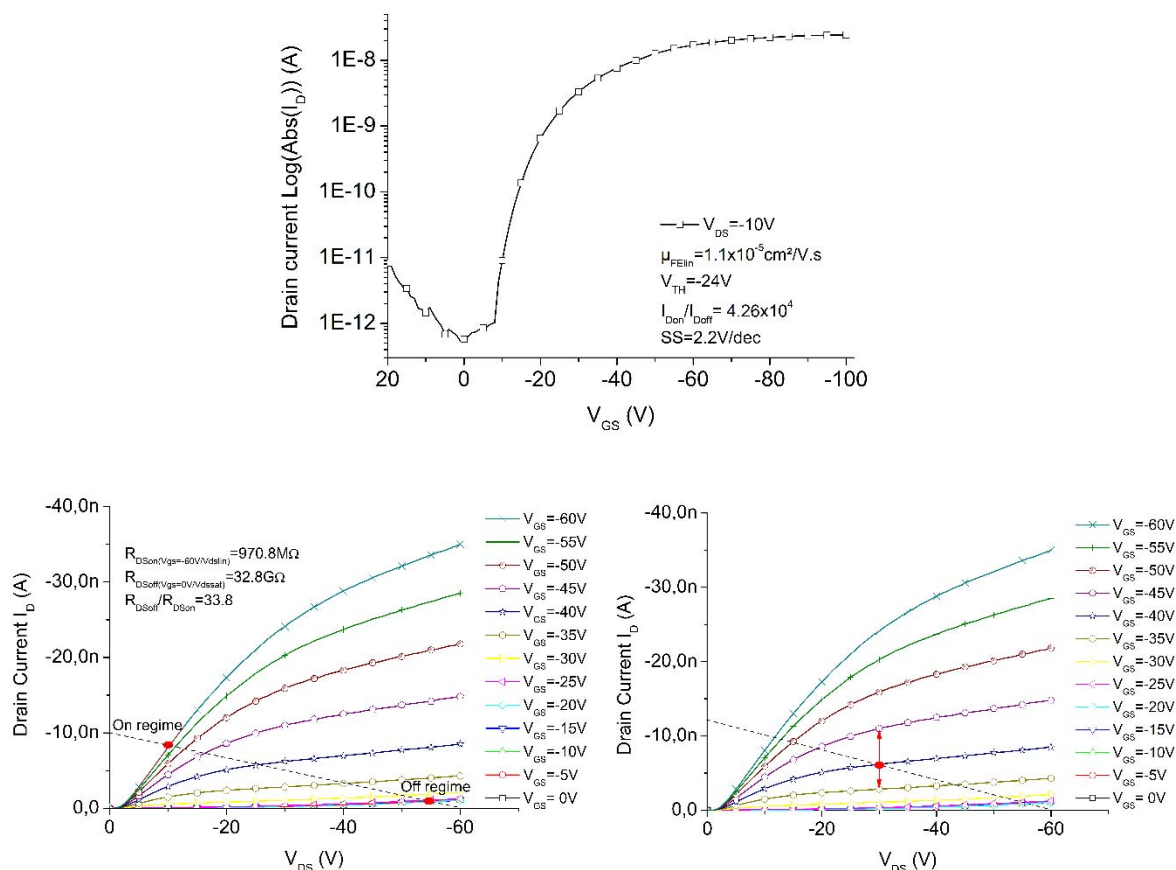 Drain current Log(Abs(I_D)) (A)
1E-8
1E-9
1E-10
1E-11
1E-12
20 0 -20 -40 -60 -80 -100
V_GS (V)
V_DS=-10V
μ_FElin=1.1x10^-5cm²/V.s
V_TH=-24V
I_Don/I_Doff= 4.26x10^4
SS=2.2V/dec
Drain Current I_D (A)
-40,0n
-30,0n
-20,0n
-10,0n
0,0
0 -20 -40 -60
V_DS (V)
R_DSon(Vgs=-60V/Vdslin)=970.8MΩ
R_DSoff(Vgs=0V/Vdssat)=32.8GΩ
R_DSoff/R_DSon=33.8
On regime
Off regime
V_GS=-60V
V_GS=-55V
V_GS=-50V
V_GS=-45V
V_CS=-40V
V_GS=-35V
V_GS=-30V
V_GS=-25V
V_GS=-20V
V_GS=-15V
V_GS=-10V
V_GS=-5V
V_GS= 0V
Drain Current I_D (A)
-40,0n
-30,0n
-20,0n
-10,0n
0,0
0 -20 -40 -60
V_DS (V)
V_GS=-60V
V_GS=-55V
V_GS=-50V
V_GS=-45V
V_GS=-40V
V_GS=-35V
V_GS=-30V
V_GS=-25V
V_GS=-20V
V_GS=-15V
V_GS=-10V
V_GS=-5V
V_GS= 0V